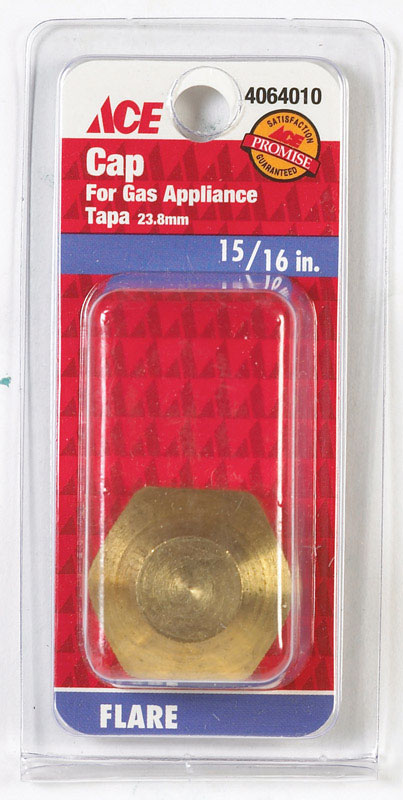 ACE
4064010
SATISFACTION
ACE
PROMISE
GUARANTEED
Cap
For Gas Appliance
Tapa 23.8mm
15/16 in.
FLARE